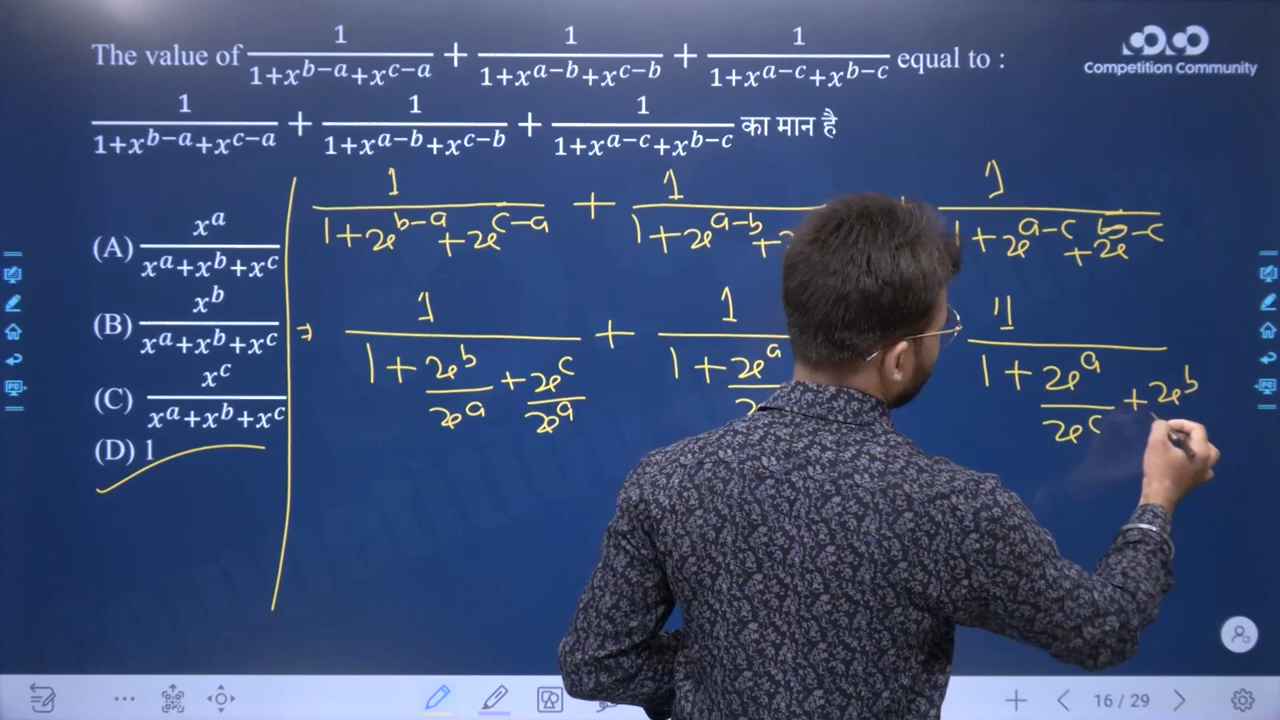 The value of 1/(1+x^(b−a)+x^(c−a)) + 1/(1+x^(a−b)+x^(c−b)) + 1/(1+x^(a−c)+x^(b−c)) equal to :
1/(1+x^(b−a)+x^(c−a)) + 1/(1+x^(a−b)+x^(c−b)) + 1/(1+x^(a−c)+x^(b−c)) का मान है
Competition Community
(A) x^a/(x^a+x^b+x^c)
(B) x^b/(x^a+x^b+x^c)
(C) x^c/(x^a+x^b+x^c)
(D) 1
1/(1+x^(b−a)+x^(c−a)) + 1/(1+x^(a−b)+ 1/(1+x^(a−c)+x^(b−c))
⇒ 1/(1+x^b/x^a+x^c/x^a) + 1/(1+x^a/ 1/(1+x^a/x^c+x^b
16 / 29